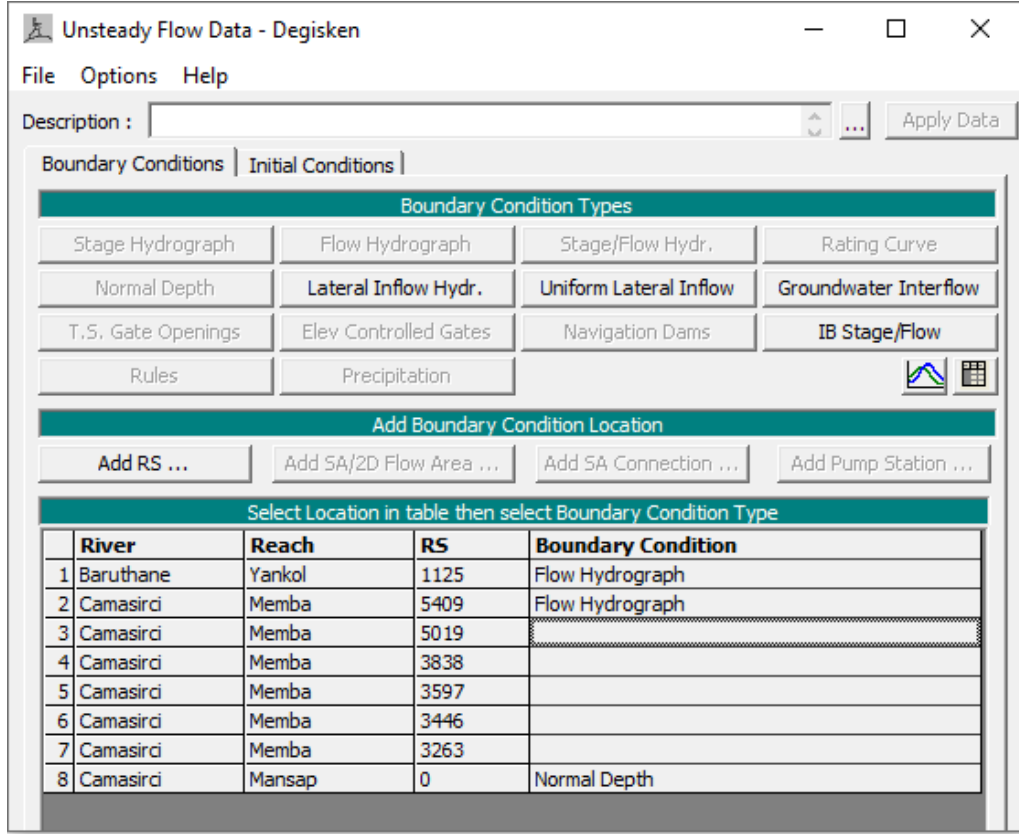 Unsteady Flow Data - Degisken
File Options Help
Description : ... Apply Data
Boundary Conditions Initial Conditions
Boundary Condition Types
Stage Hydrograph Flow Hydrograph Stage/Flow Hydr. Rating Curve
Normal Depth Lateral Inflow Hydr. Uniform Lateral Inflow Groundwater Interflow
T.S. Gate Openings Elev Controlled Gates Navigation Dams IB Stage/Flow
Rules Precipitation
Add Boundary Condition Location
Add RS ... Add SA/2D Flow Area ... Add SA Connection ... Add Pump Station ...
Select Location in table then select Boundary Condition Type
River Reach RS Boundary Condition
1 Baruthane Yankol 1125 Flow Hydrograph
2 Camasirci Memba 5409 Flow Hydrograph
3 Camasirci Memba 5019
4 Camasirci Memba 3838
5 Camasirci Memba 3597
6 Camasirci Memba 3446
7 Camasirci Memba 3263
8 Camasirci Mansap 0 Normal Depth